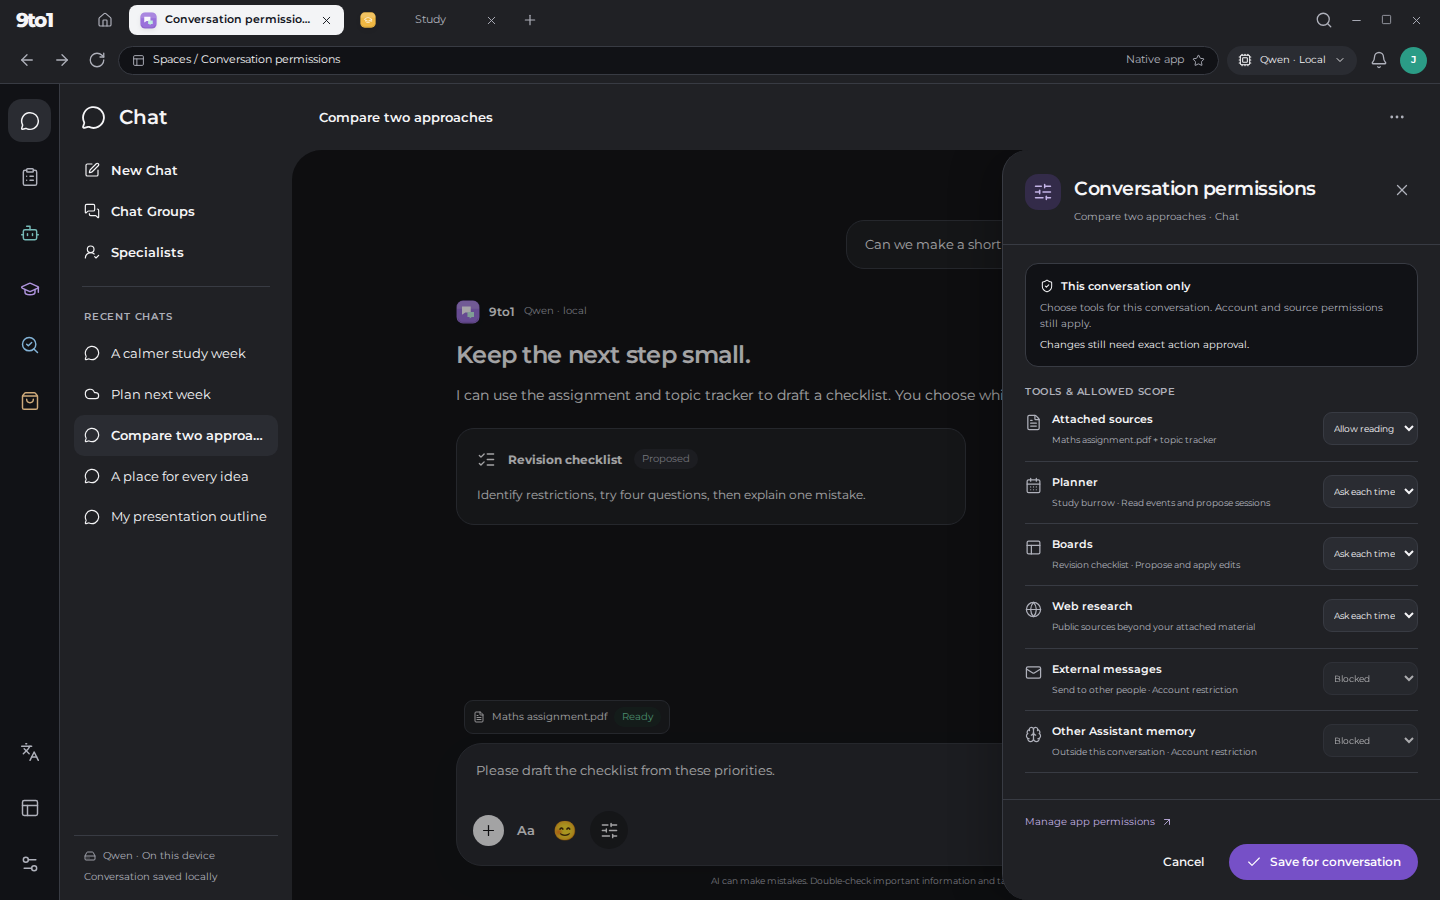 9to1
Conversation permissio...
Study
Spaces / Conversation permissions
Native app
Qwen · Local
J
Chat
New Chat
Chat Groups
Specialists
RECENT CHATS
A calmer study week
Plan next week
Compare two approa...
A place for every idea
My presentation outline
Qwen · On this device
Conversation saved locally
Compare two approaches
Can we make a short
9to1 Qwen · local
Keep the next step small.
I can use the assignment and topic tracker to draft a checklist. You choose whi
Revision checklist Proposed
Identify restrictions, try four questions, then explain one mistake.
Maths assignment.pdf Ready
Please draft the checklist from these priorities.
Aa
AI can make mistakes. Double-check important information and ta
Conversation permissions
Compare two approaches · Chat
This conversation only
Choose tools for this conversation. Account and source permissions
still apply.
Changes still need exact action approval.
TOOLS & ALLOWED SCOPE
Attached sources
Maths assignment.pdf + topic tracker
Allow reading
Planner
Study burrow · Read events and propose sessions
Ask each time
Boards
Revision checklist · Propose and apply edits
Ask each time
Web research
Public sources beyond your attached material
Ask each time
External messages
Send to other people · Account restriction
Blocked
Other Assistant memory
Outside this conversation · Account restriction
Blocked
Manage app permissions
Cancel
Save for conversation